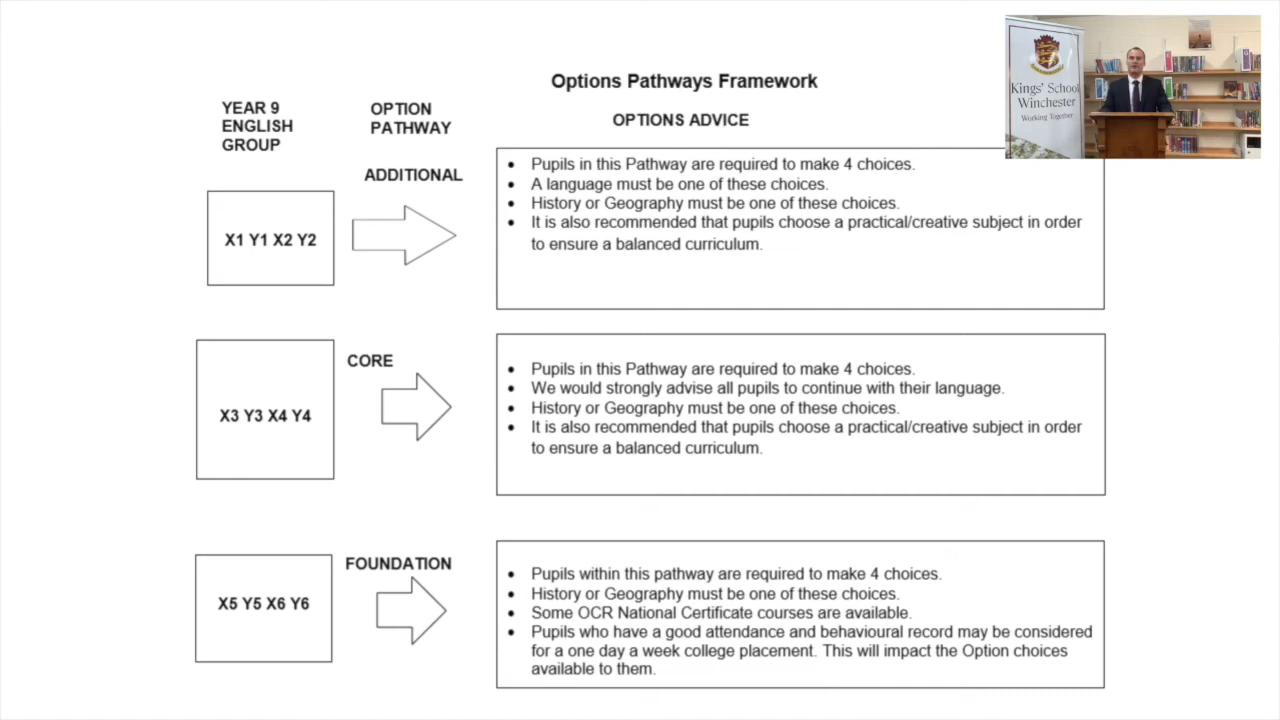 Options Pathways Framework
YEAR 9
ENGLISH
GROUP
OPTION
PATHWAY
OPTIONS ADVICE
ADDITIONAL
X1 Y1 X2 Y2
• Pupils in this Pathway are required to make 4 choices.
• A language must be one of these choices.
• History or Geography must be one of these choices.
• It is also recommended that pupils choose a practical/creative subject in order
to ensure a balanced curriculum.
CORE
X3 Y3 X4 Y4
• Pupils in this Pathway are required to make 4 choices.
• We would strongly advise all pupils to continue with their language.
• History or Geography must be one of these choices.
• It is also recommended that pupils choose a practical/creative subject in order
to ensure a balanced curriculum.
FOUNDATION
X5 Y5 X6 Y6
• Pupils within this pathway are required to make 4 choices.
• History or Geography must be one of these choices.
• Some OCR National Certificate courses are available.
• Pupils who have a good attendance and behavioural record may be considered
for a one day a week college placement. This will impact the Option choices
available to them.
Kings' School
Winchester
Working Together